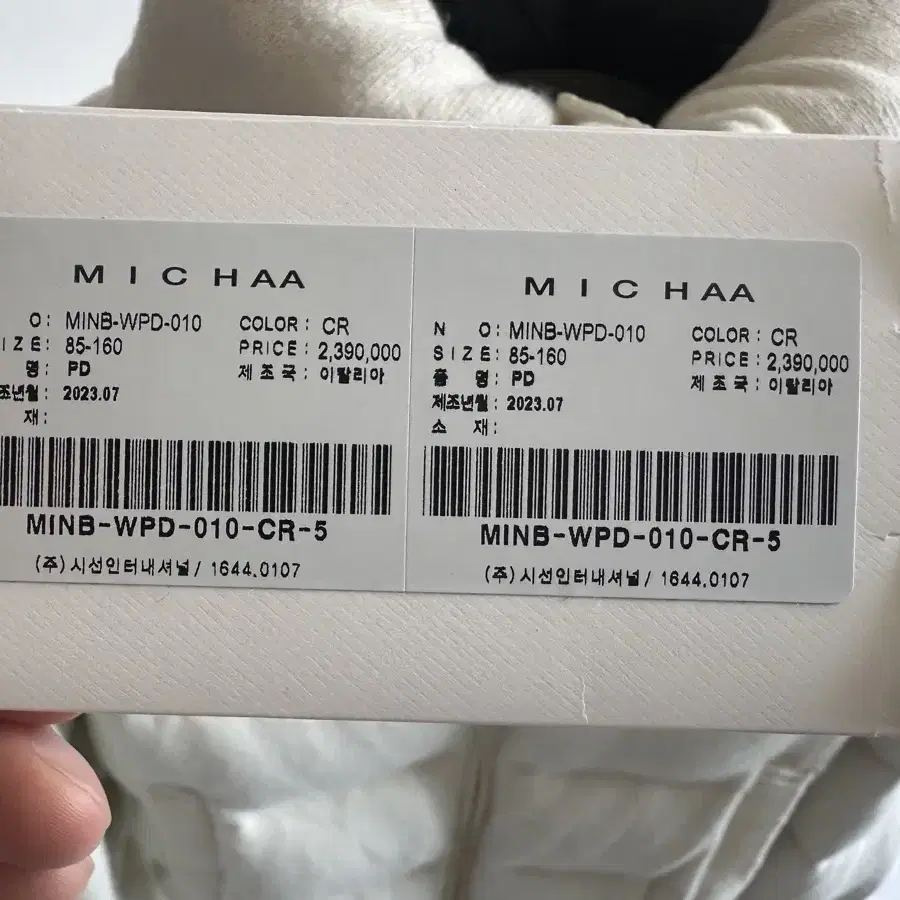 MICHAA
O: MINB-WPD-010 COLOR: CR
IZE: 85-160 PRICE: 2,390,000
명: PD 제조국: 이탈리아
조년월: 2023.07
재:
MINB-WPD-010-CR-5
(주)시선인터내셔널/ 1644.0107
MICHAA
N O: MINB-WPD-010 COLOR: CR
SIZE: 85-160 PRICE: 2,390,000
품 명: PD 제조국: 이탈리아
제조년월: 2023.07
소 재:
MINB-WPD-010-CR-5
(주)시선인터내셔널/ 1644.0107